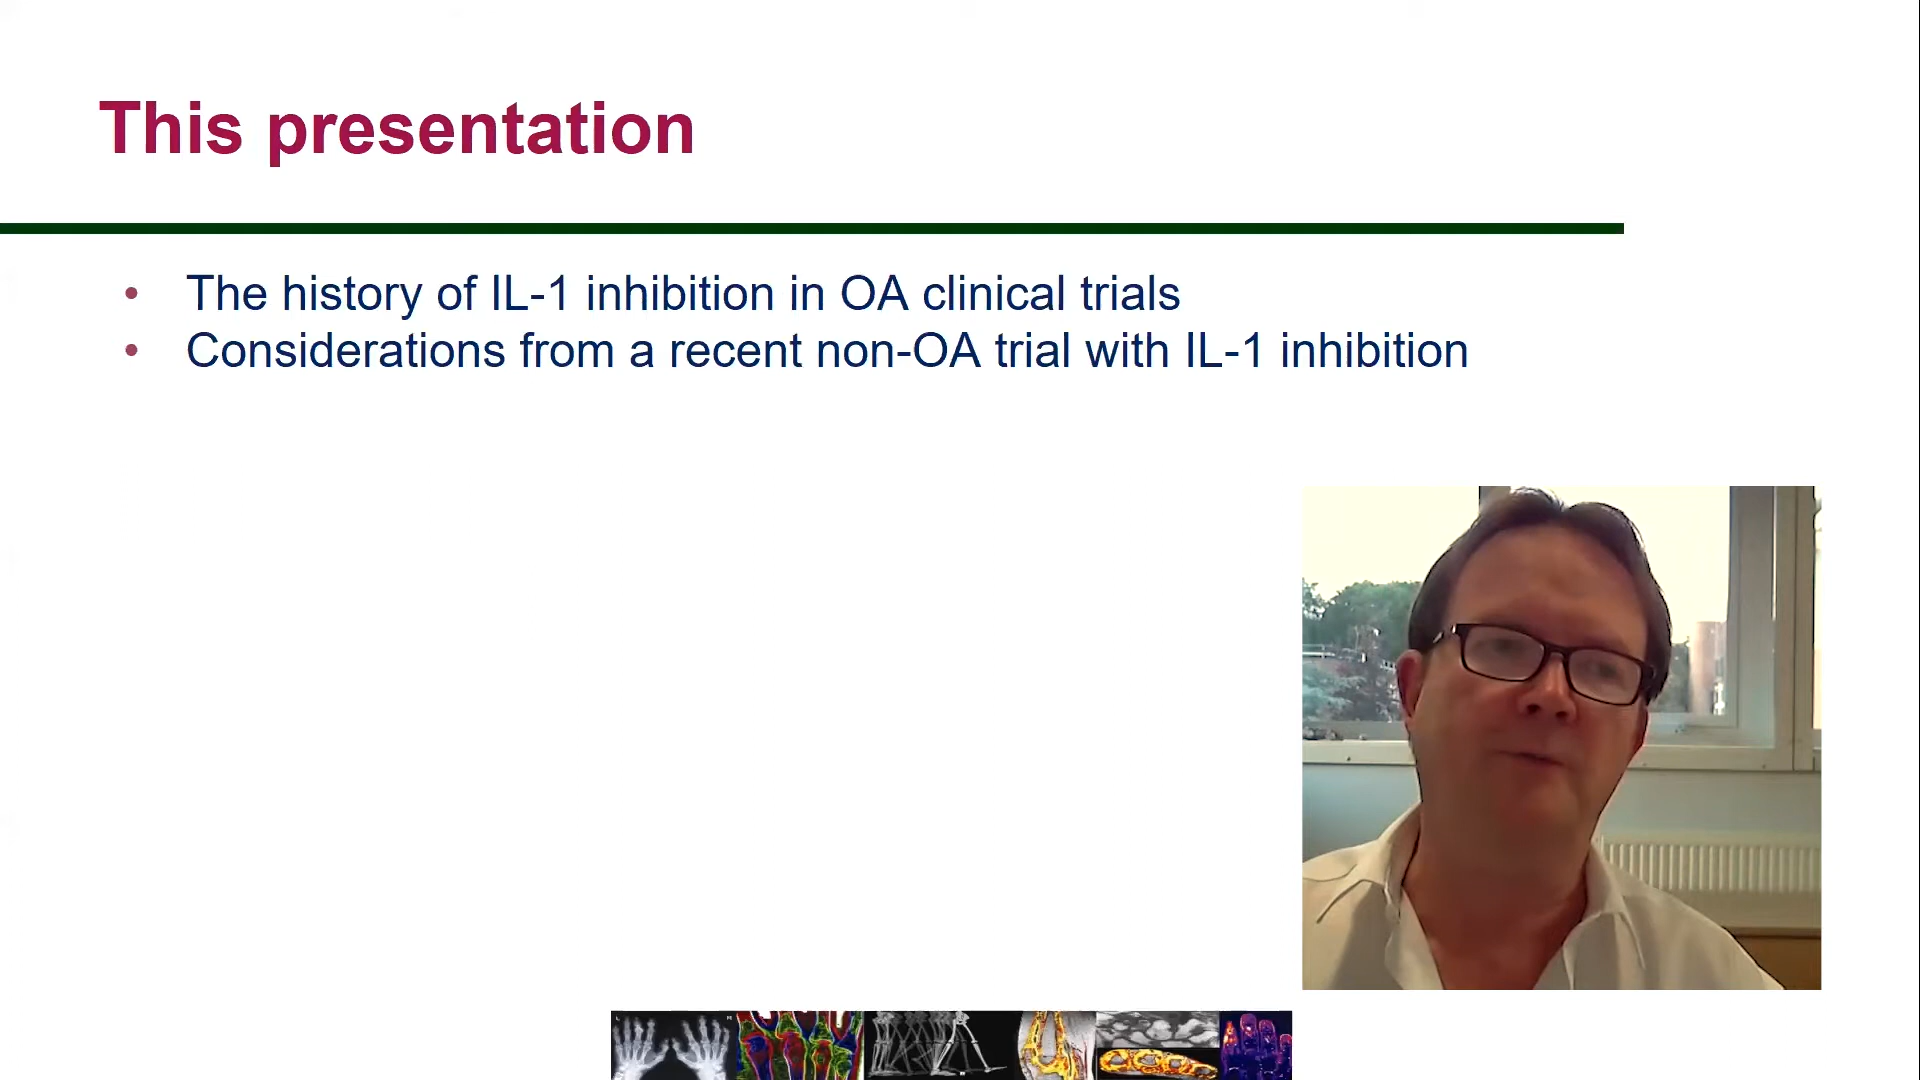 This presentation
• The history of IL-1 inhibition in OA clinical trials
• Considerations from a recent non-OA trial with IL-1 inhibition